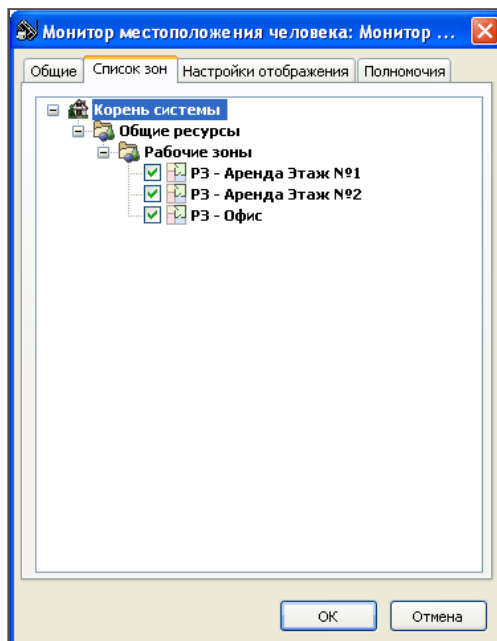 Монитор местоположения человека: Монитор ...
Общие Список зон Настройки отображения Полномочия
Корень системы
Общие ресурсы
Рабочие зоны
РЗ - Аренда Этаж №1
РЗ - Аренда Этаж №2
РЗ - Офис
OK Отмена